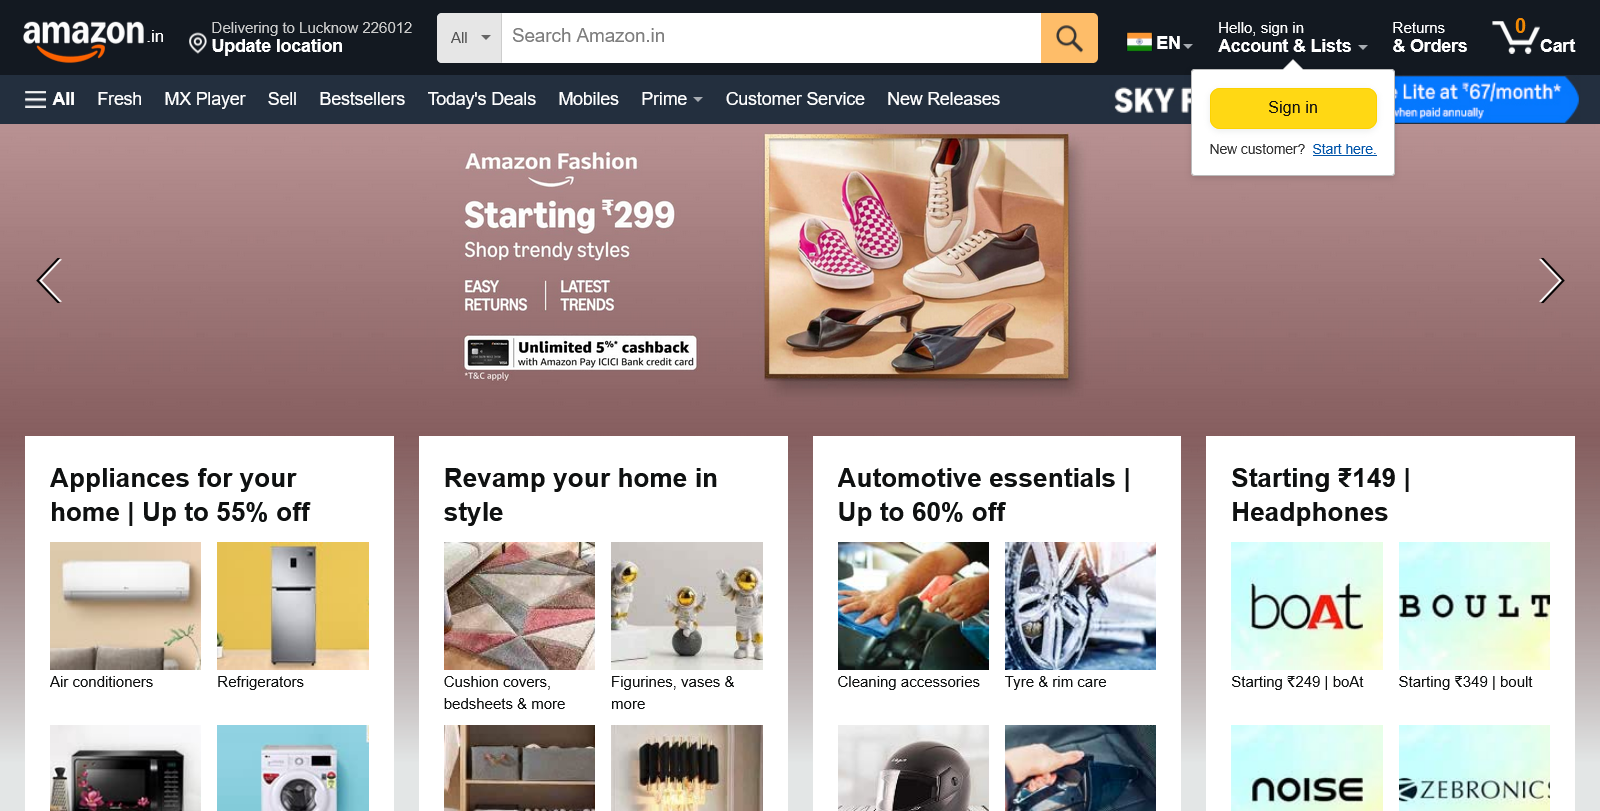 amazon.in
Delivering to Lucknow 226012
Update location
All
Search Amazon.in
EN
Hello, sign in
Account & Lists
Returns
& Orders
0
Cart
All
Fresh
MX Player
Sell
Bestsellers
Today's Deals
Mobiles
Prime
Customer Service
New Releases
SKY F
e Lite at ₹67/month*
when paid annually
Sign in
New customer? Start here.
Amazon Fashion
Starting ₹299
Shop trendy styles
EASY RETURNS
LATEST TRENDS
Unlimited 5%* cashback
with Amazon Pay ICICI Bank credit card
*T&C apply
Appliances for your
home | Up to 55% off
Air conditioners
Refrigerators
Revamp your home in
style
Cushion covers,
bedsheets & more
Figurines, vases &
more
Automotive essentials |
Up to 60% off
Cleaning accessories
Tyre & rim care
Starting ₹149 |
Headphones
boAt
BOULT
Starting ₹249 | boAt
Starting ₹349 | boult
NOISE
ZEBRONICS